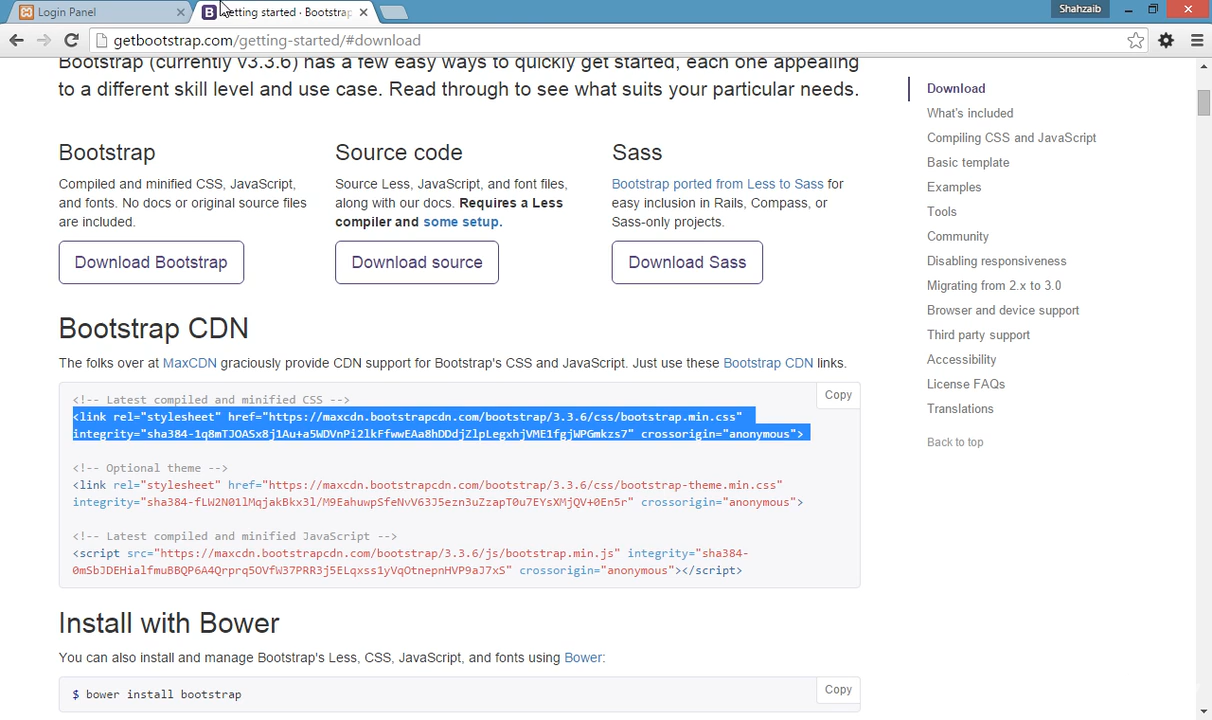 Login Panel
Getting started · Bootstrap
Shahzaib
getbootstrap.com/getting-started/#download
Bootstrap (currently v3.3.6) has a few easy ways to quickly get started, each one appealing
to a different skill level and use case. Read through to see what suits your particular needs.
Bootstrap
Compiled and minified CSS, JavaScript,
and fonts. No docs or original source files
are included.
Download Bootstrap
Source code
Source Less, JavaScript, and font files,
along with our docs. Requires a Less
compiler and some setup.
Download source
Sass
Bootstrap ported from Less to Sass for
easy inclusion in Rails, Compass, or
Sass-only projects.
Download Sass
Bootstrap CDN
The folks over at MaxCDN graciously provide CDN support for Bootstrap's CSS and JavaScript. Just use these Bootstrap CDN links.
Copy
<!-- Latest compiled and minified CSS -->
<link rel="stylesheet" href="https://maxcdn.bootstrapcdn.com/bootstrap/3.3.6/css/bootstrap.min.css"
integrity="sha384-1q8mTJOASx8j1Au+a5WDVnPi2lkFfwwEAa8hDDdjZlpLegxhjVME1fgjWPGmkzs7" crossorigin="anonymous">
<!-- Optional theme -->
<link rel="stylesheet" href="https://maxcdn.bootstrapcdn.com/bootstrap/3.3.6/css/bootstrap-theme.min.css"
integrity="sha384-fLW2N01lMqjakBkx3l/M9EahuwpSfeNvV63J5ezn3uZzapT0u7EYsXMjQV+0En5r" crossorigin="anonymous">
<!-- Latest compiled and minified JavaScript -->
<script src="https://maxcdn.bootstrapcdn.com/bootstrap/3.3.6/js/bootstrap.min.js" integrity="sha384-
0mSbJDEHialfmuBBQP6A4Qrprq5OVfW37PRR3j5ELqxss1yVqOtnepnHVP9aJ7xS" crossorigin="anonymous"></script>
Install with Bower
You can also install and manage Bootstrap's Less, CSS, JavaScript, and fonts using Bower:
$ bower install bootstrap
Copy
Download
What's included
Compiling CSS and JavaScript
Basic template
Examples
Tools
Community
Disabling responsiveness
Migrating from 2.x to 3.0
Browser and device support
Third party support
Accessibility
License FAQs
Translations
Back to top